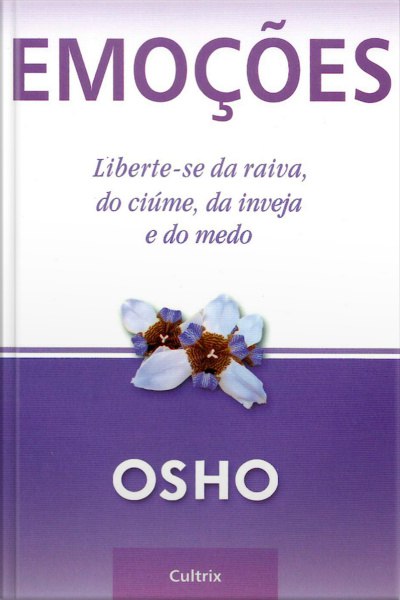 EMOÇÕES
Liberte-se da raiva,
do ciúme, da inveja
e do medo
OSHO
Cultrix